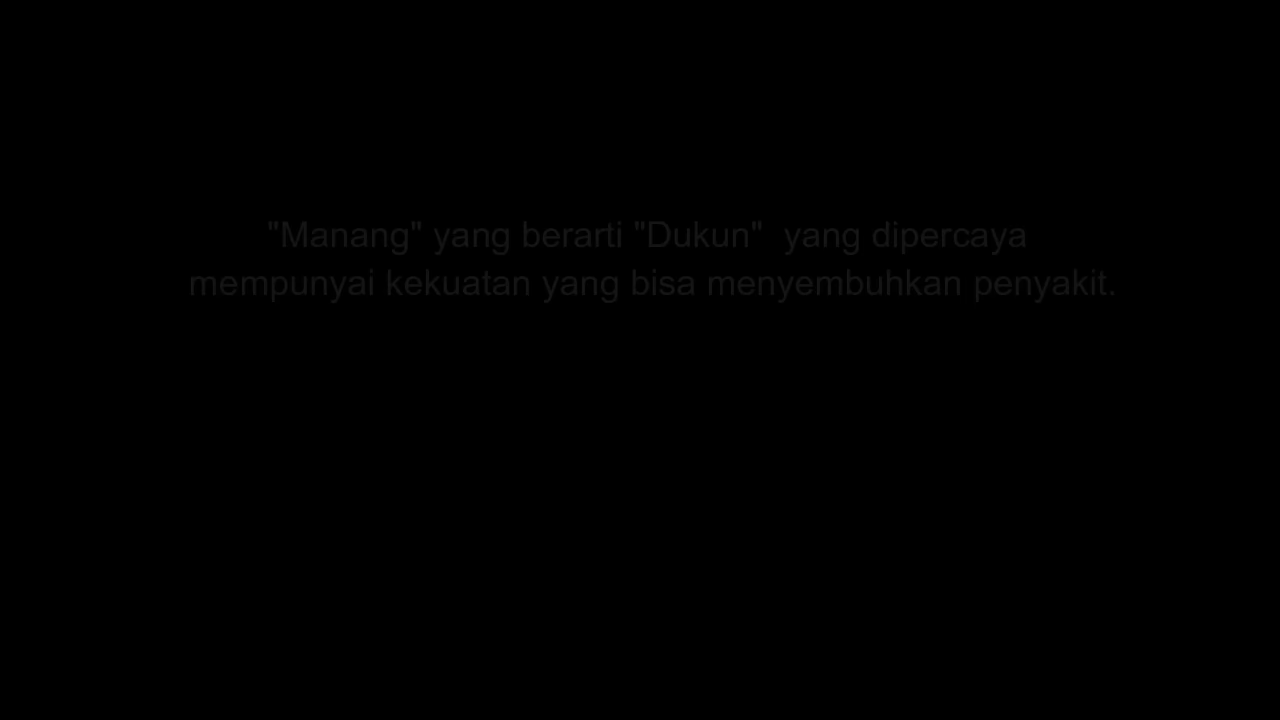 "Manang" yang berarti "Dukun"  yang dipercaya
mempunyai kekuatan yang bisa menyembuhkan penyakit.